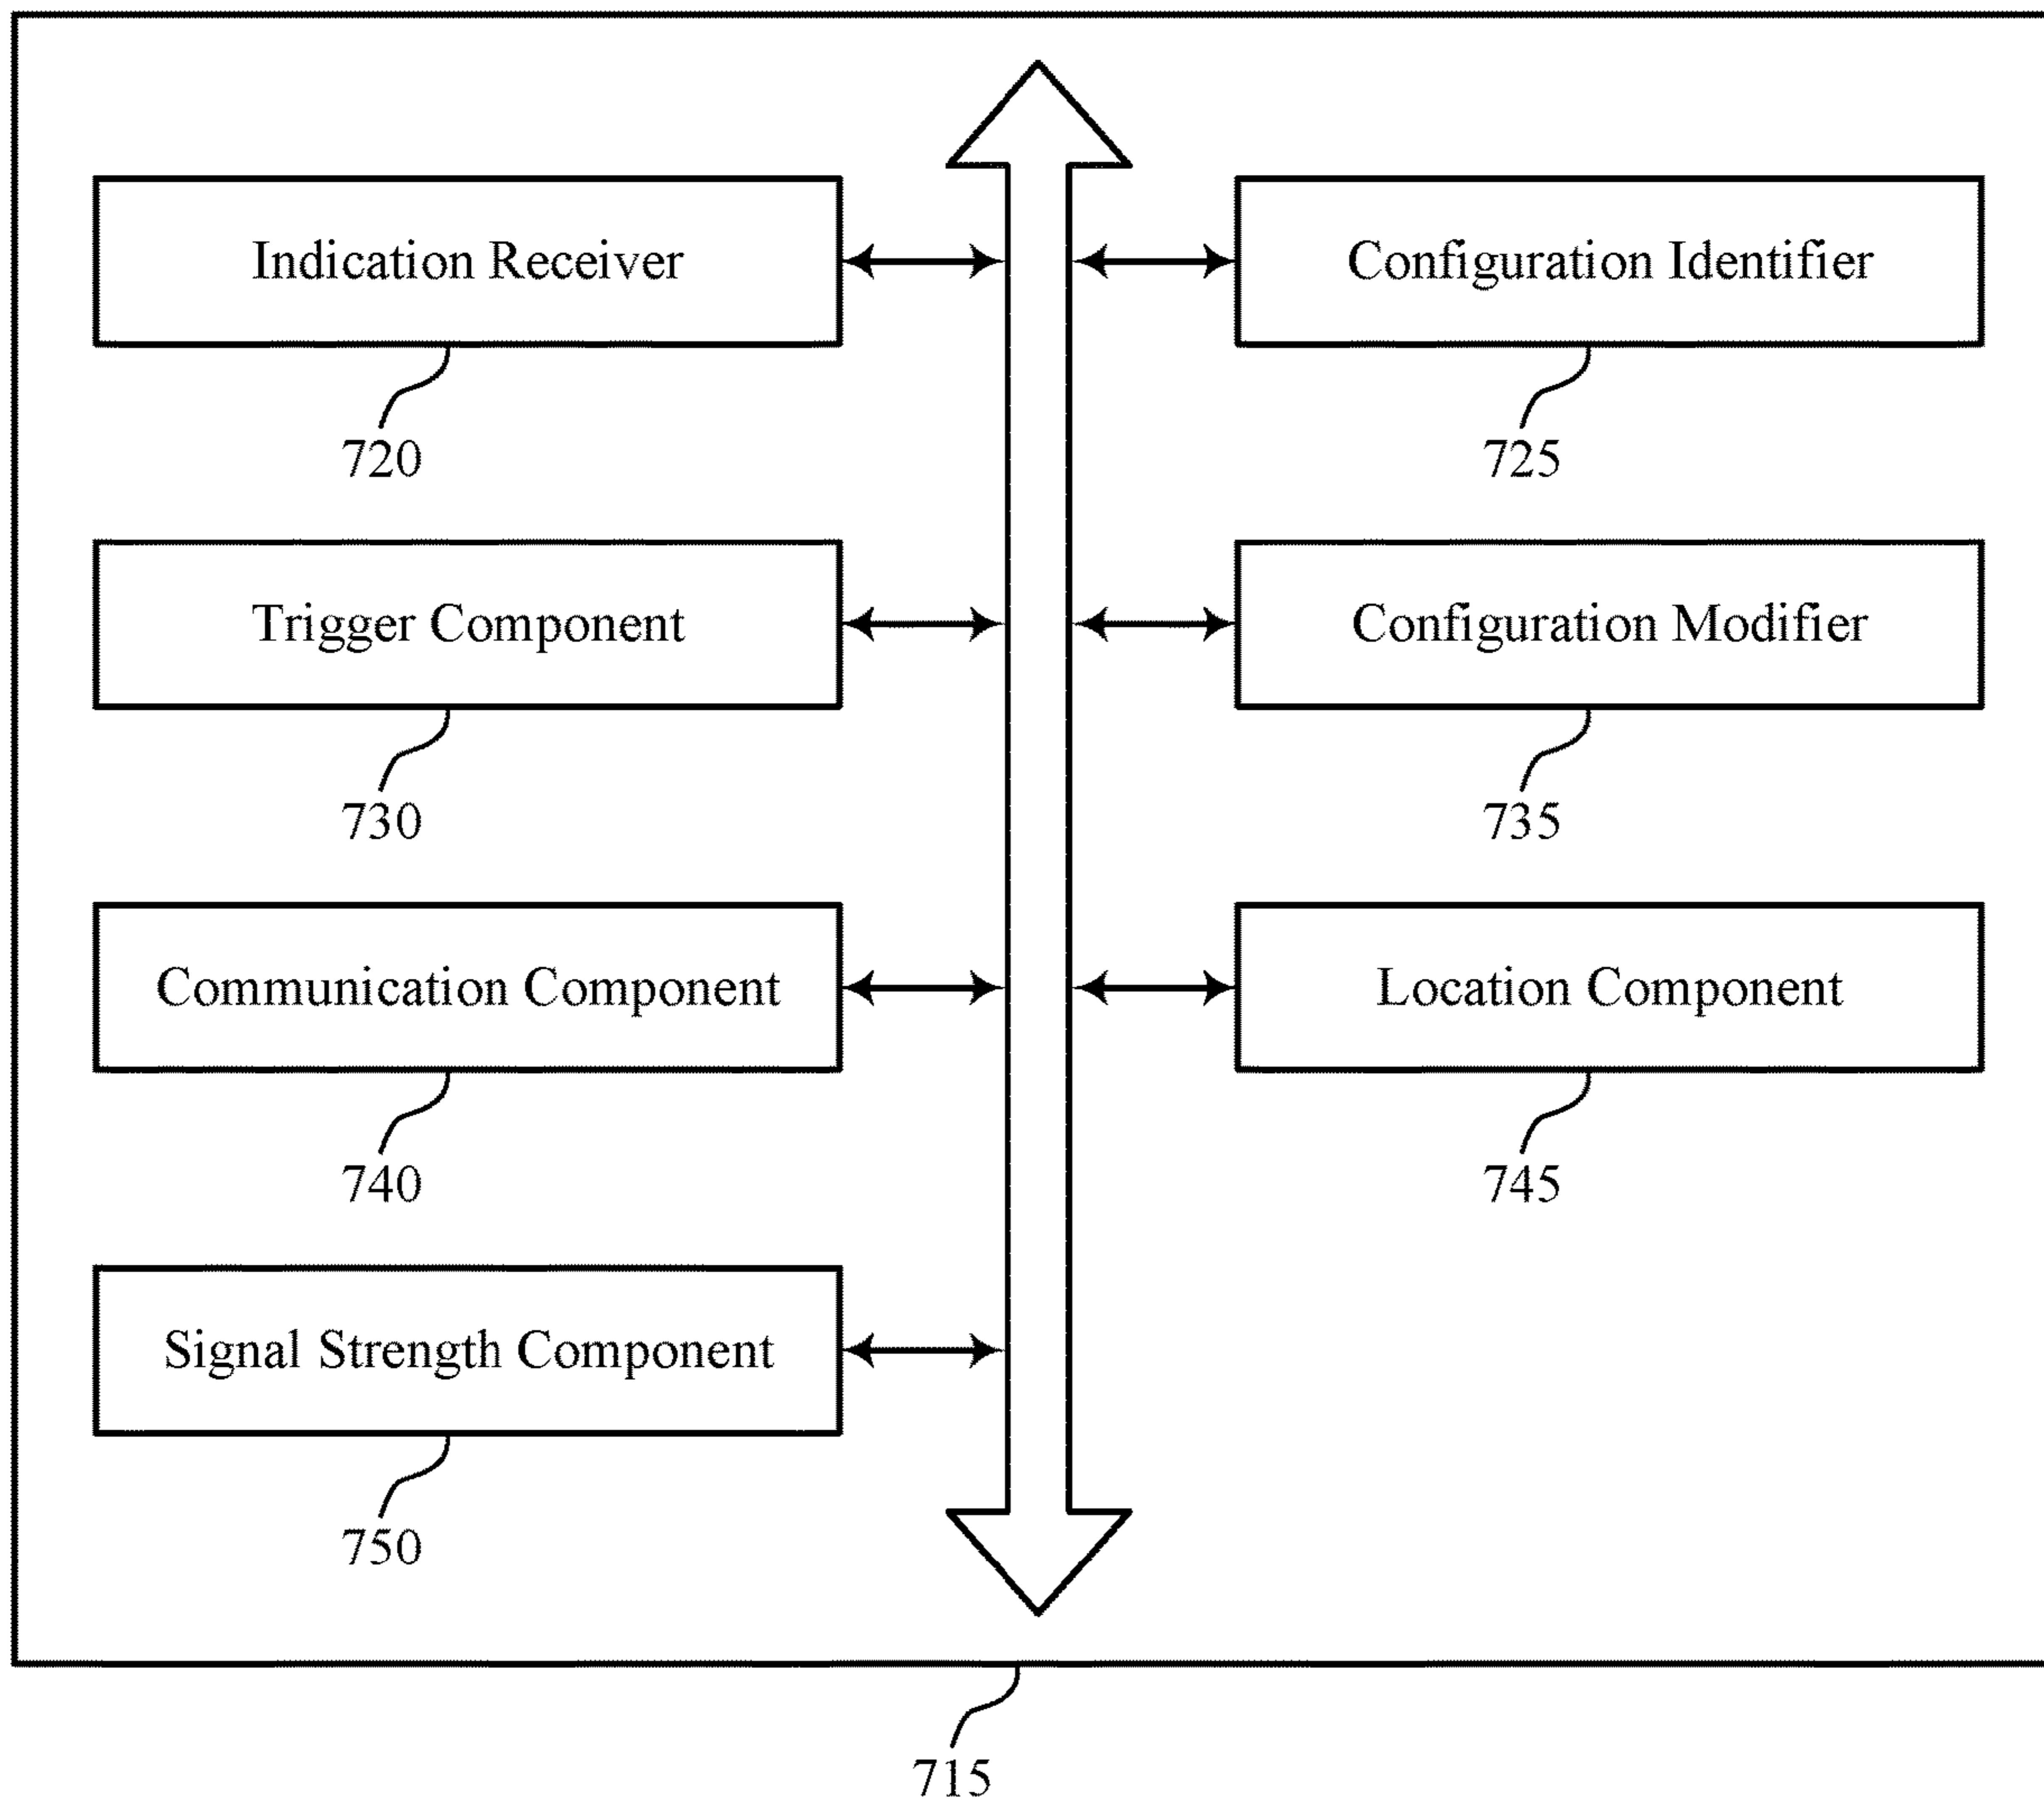 Indication Receiver
Configuration Identifier
720
725
Trigger Component
Configuration Modifier
730
735
Communication Component
Location Component
740
745
Signal Strength Component
750
715